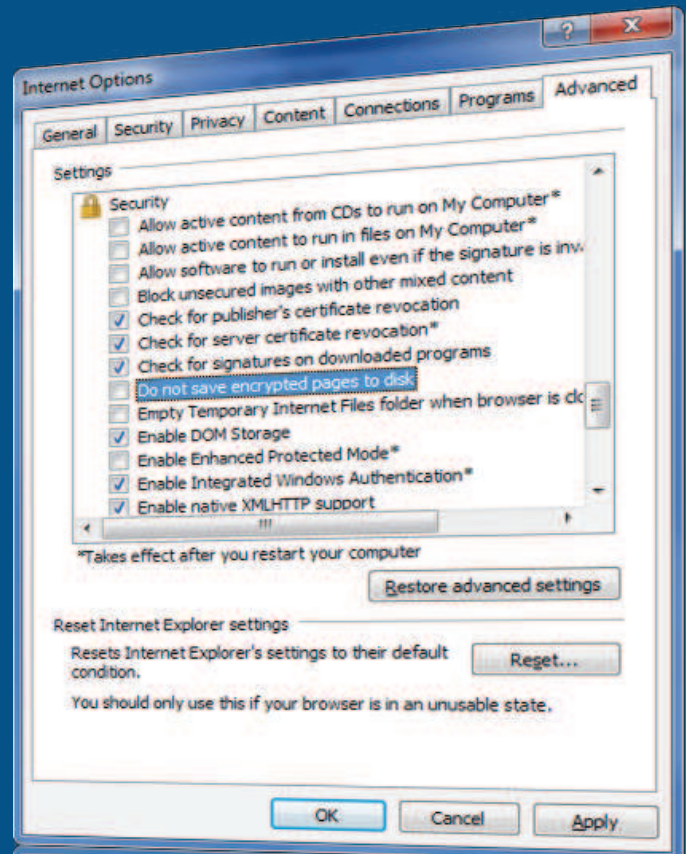 ?
X
Internet Options
General Security Privacy Content Connections Programs Advanced
Settings
Security
Allow active content from CDs to run on My Computer*
Allow active content to run in files on My Computer*
Allow software to run or install even if the signature is inv
Block unsecured images with other mixed content
Check for publisher's certificate revocation
Check for server certificate revocation*
Check for signatures on downloaded programs
Do not save encrypted pages to disk
Empty Temporary Internet Files folder when browser is clo
Enable DOM Storage
Enable Enhanced Protected Mode*
Enable Integrated Windows Authentication*
Enable native XMLHTTP support
*Takes effect after you restart your computer
Restore advanced settings
Reset Internet Explorer settings
Resets Internet Explorer's settings to their default
condition.
Reset...
You should only use this if your browser is in an unusable state.
OK Cancel Apply